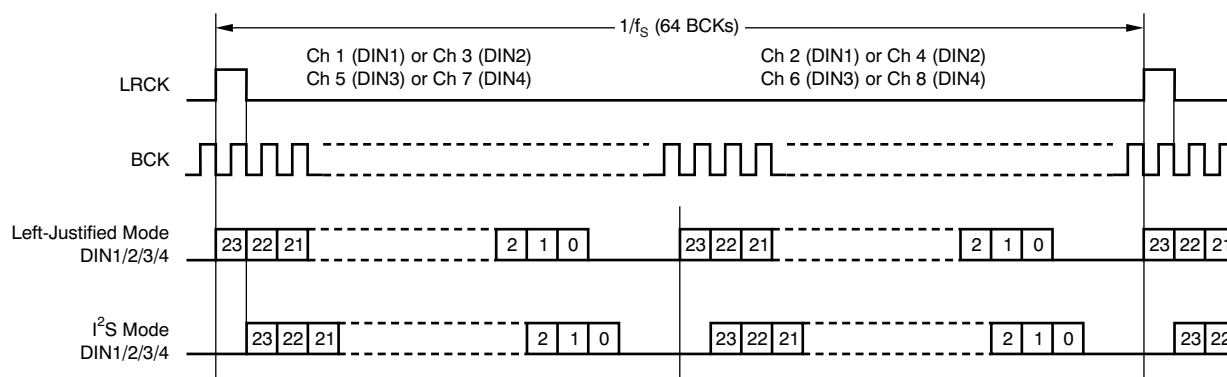 1/fS (64 BCKs)
Ch 1 (DIN1) or Ch 3 (DIN2)
Ch 5 (DIN3) or Ch 7 (DIN4)
Ch 2 (DIN1) or Ch 4 (DIN2)
Ch 6 (DIN3) or Ch 8 (DIN4)
LRCK
BCK
Left-Justified Mode
DIN1/2/3/4
23 22 21 2 1 0 23 22 21 2 1 0 23 22 21
I²S Mode
DIN1/2/3/4
23 22 21 2 1 0 23 22 21 2 1 0 23 22